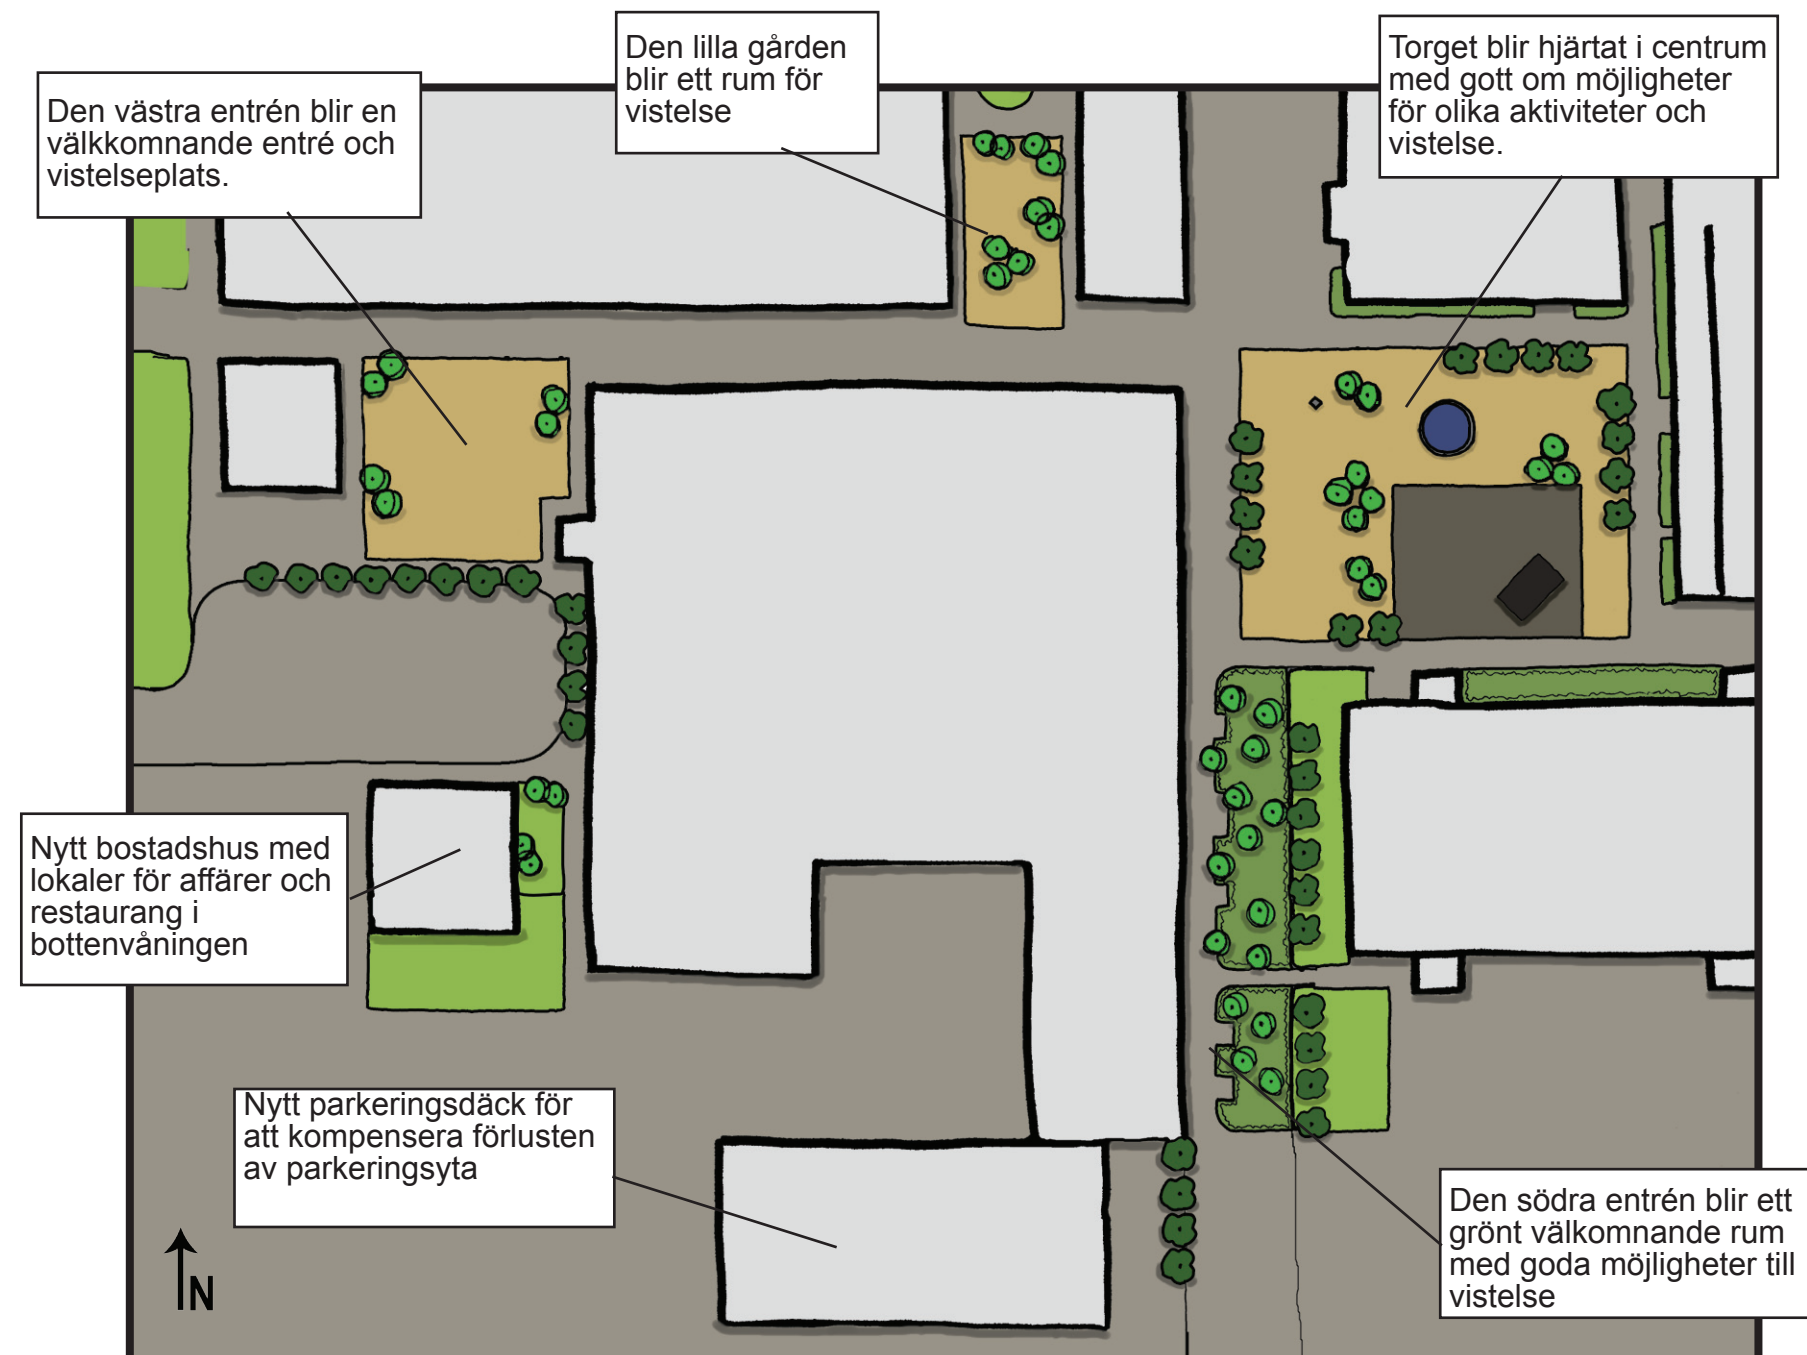 Den västra entrén blir en
välkkomnande entré och
vistelseplats.
Den lilla gården
blir ett rum för
vistelse
Torget blir hjärtat i centrum
med gott om möjligheter
för olika aktiviteter och
vistelse.
Nytt bostadshus med
lokaler för affärer och
restaurang i
bottenvåningen
Nytt parkeringsdäck för
att kompensera förlusten
av parkeringsyta
Den södra entrén blir ett
grönt välkomnande rum
med goda möjligheter till
vistelse
N